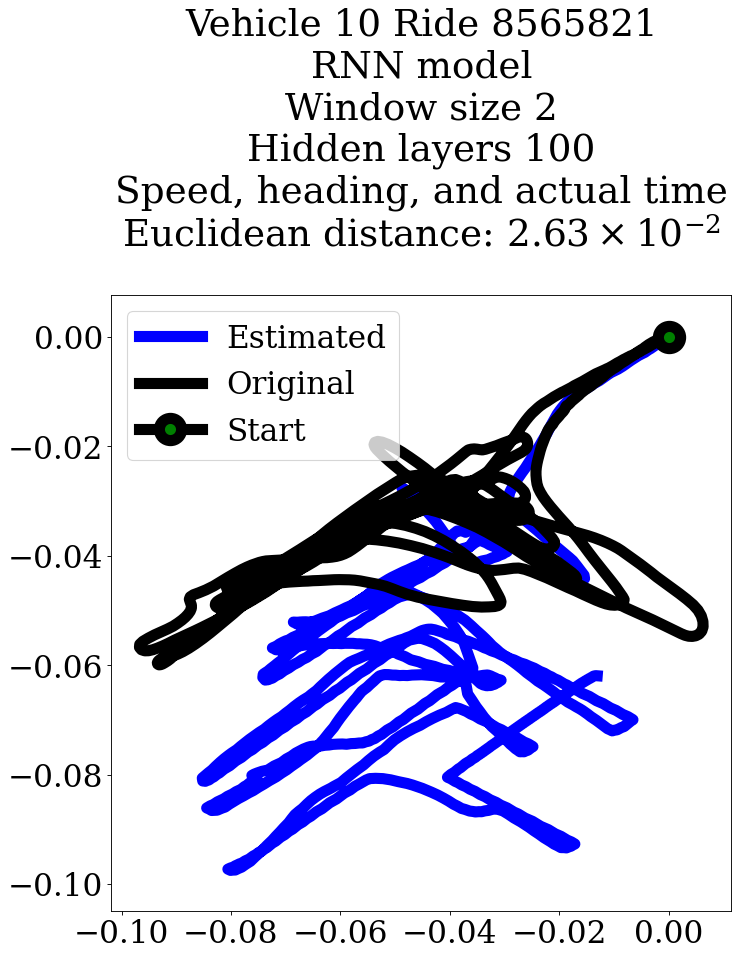 Vehicle 10 Ride 8565821
RNN model
Window size 2
Hidden layers 100
Speed, heading, and actual time
Euclidean distance: 2.63 × 10⁻²
Estimated
Original
Start
0.00
−0.02
−0.04
−0.06
−0.08
−0.10
−0.10 −0.08 −0.06 −0.04 −0.02 0.00